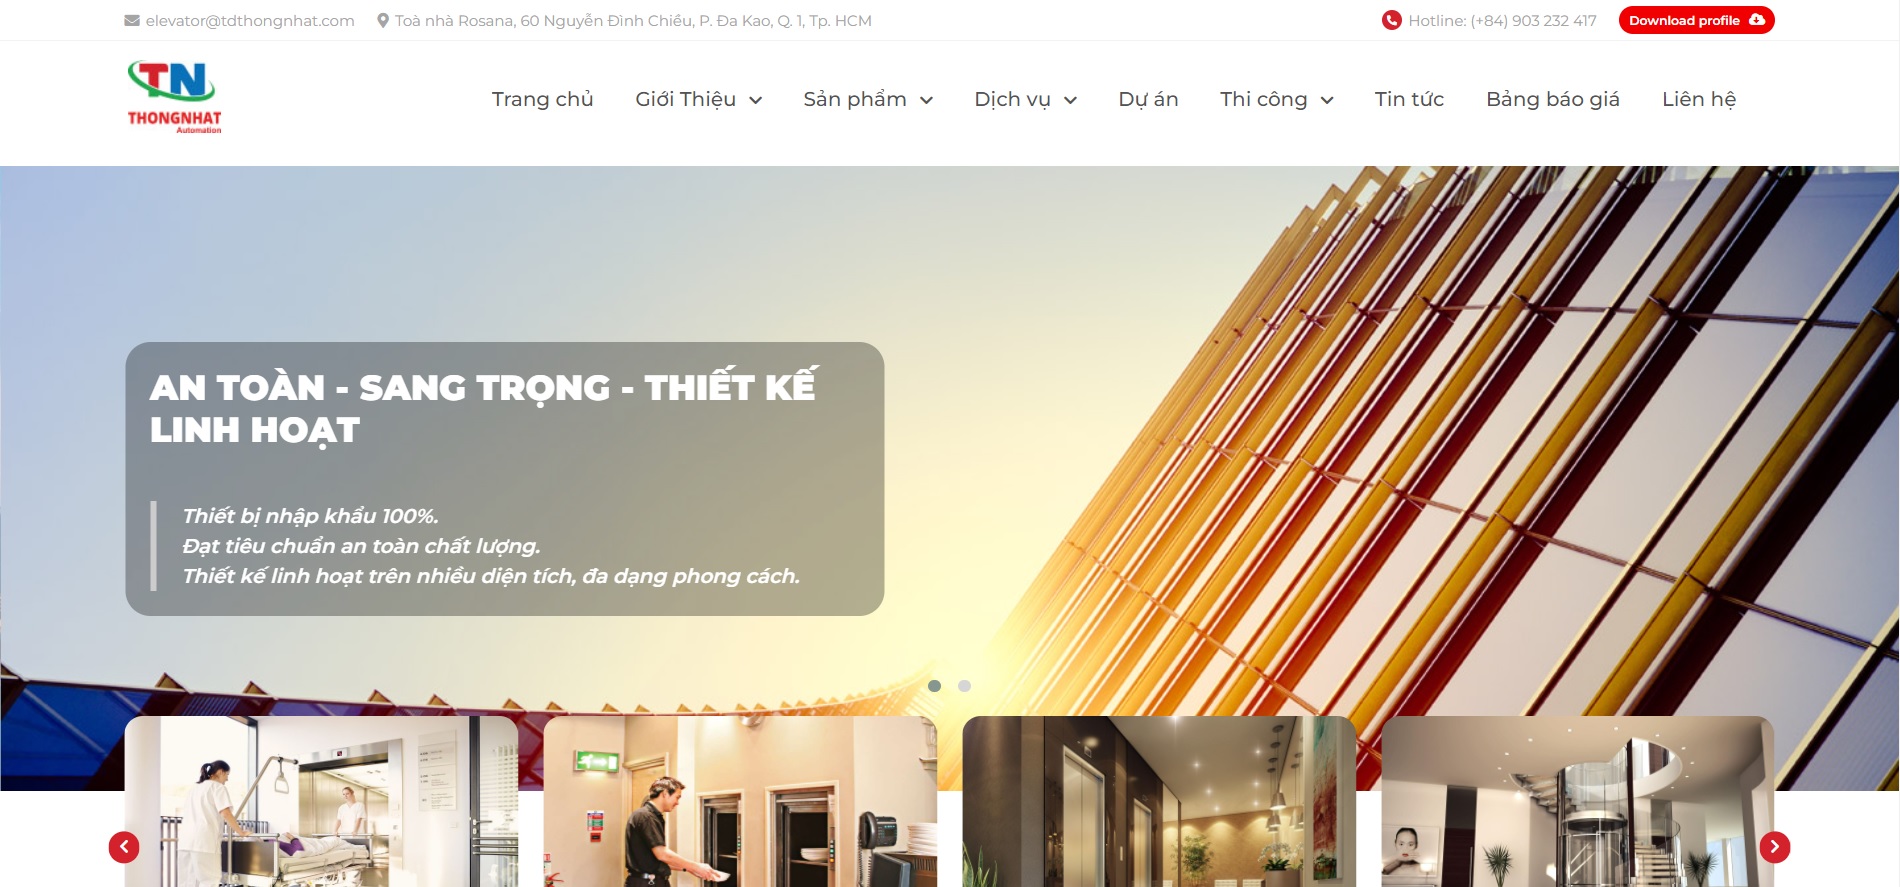 elevator@tdthongnhat.com
Toà nhà Rosana, 60 Nguyễn Đình Chiểu, P. Đa Kao, Q. 1, Tp. HCM
Hotline: (+84) 903 232 417
Download profile
TN
THONGNHAT
Automation
Trang chủ
Giới Thiệu
Sản phẩm
Dịch vụ
Dự án
Thi công
Tin tức
Bảng báo giá
Liên hệ
AN TOÀN - SANG TRỌNG - THIẾT KẾ
LINH HOẠT
Thiết bị nhập khẩu 100%.
Đạt tiêu chuẩn an toàn chất lượng.
Thiết kế linh hoạt trên nhiều diện tích, đa dạng phong cách.